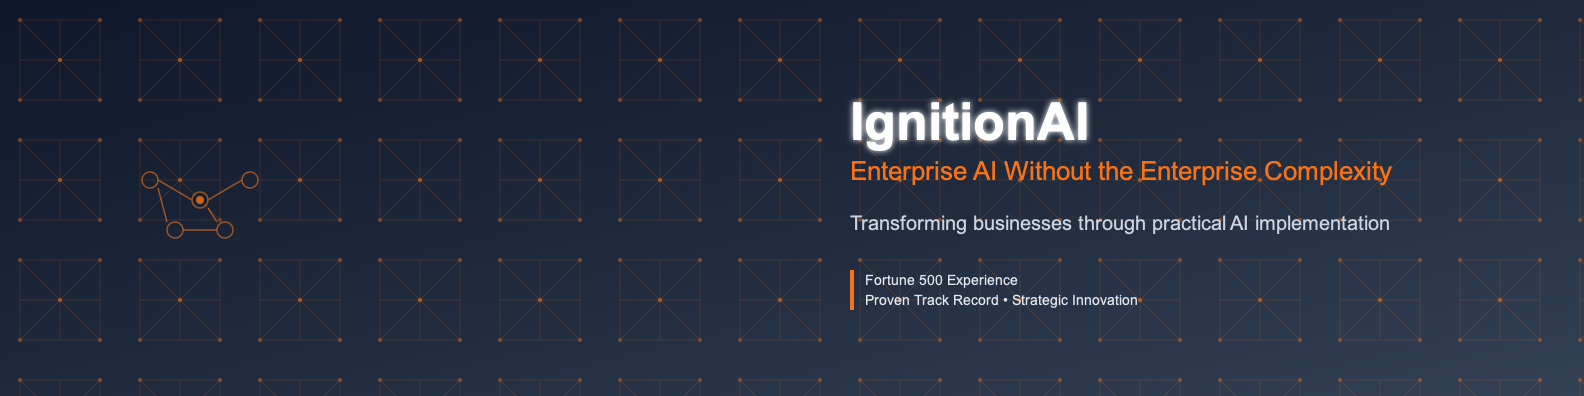 IgnitionAI
Enterprise AI Without the Enterprise Complexity
Transforming businesses through practical AI implementation
Fortune 500 Experience
Proven Track Record • Strategic Innovation